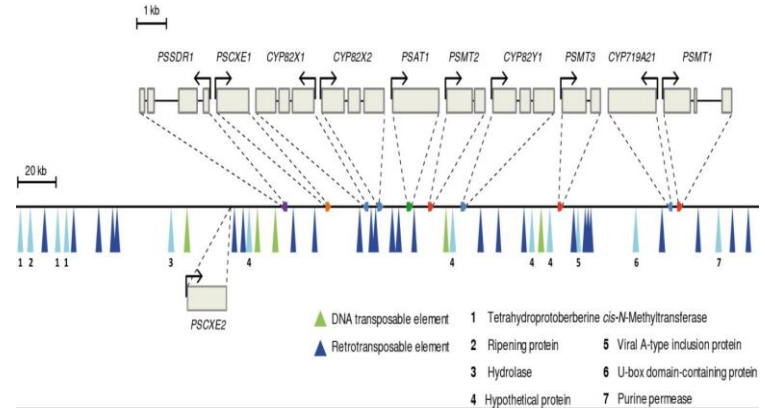 1 kb
PSSDR1 PSCXE1 CYP82X1 CYP82X2 PSAT1 PSMT2 CYP82Y1 PSMT3 CYP719A21 PSMT1
20 kb
1 2 1 1 3 4 4 4 4 5 6 7
PSCXE2
DNA transposable element
Retrotransposable element
1 Tetrahydroprotoberberine cis-N-Methyltransferase
2 Ripening protein
3 Hydrolase
4 Hypothetical protein
5 Viral A-type inclusion protein
6 U-box domain-containing protein
7 Purine permease